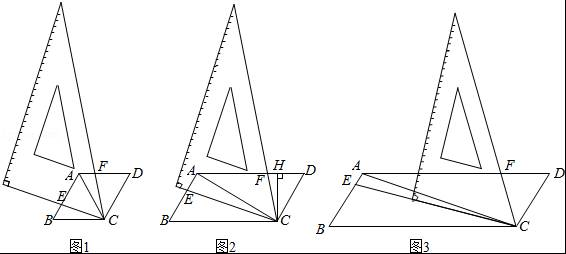 A F D E B C
图1
A H D F E B C
图2
A F D E B C
图3